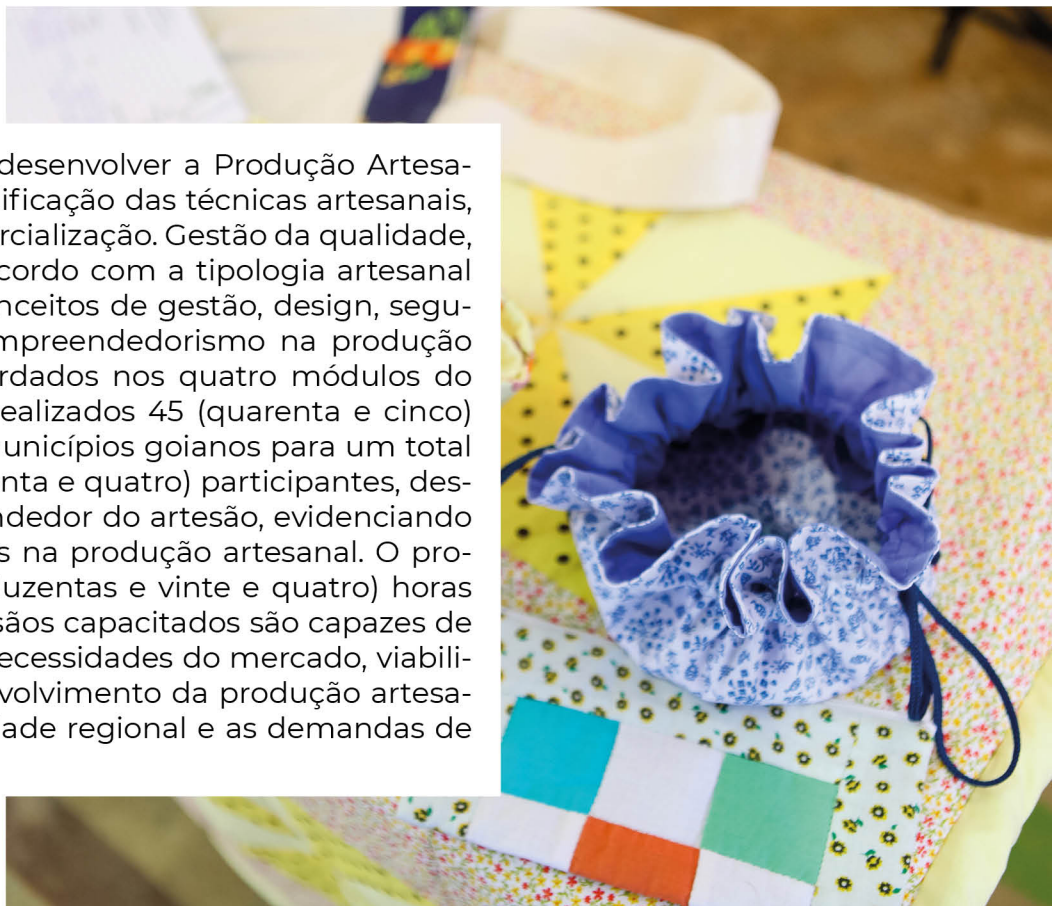 desenvolver a Produção Artesa-
ificação das técnicas artesanais,
rcialização. Gestão da qualidade,
cordo com a tipologia artesanal
nceitos de gestão, design, segu-
mpreendedorismo na produção
rdados nos quatro módulos do
ealizados 45 (quarenta e cinco)
unicípios goianos para um total
nta e quatro) participantes, des-
ndedor do artesão, evidenciando
s na produção artesanal. O pro-
uzentas e vinte e quatro) horas
sãos capacitados são capazes de
ecessidades do mercado, viabili-
volvimento da produção artesa-
ade regional e as demandas de